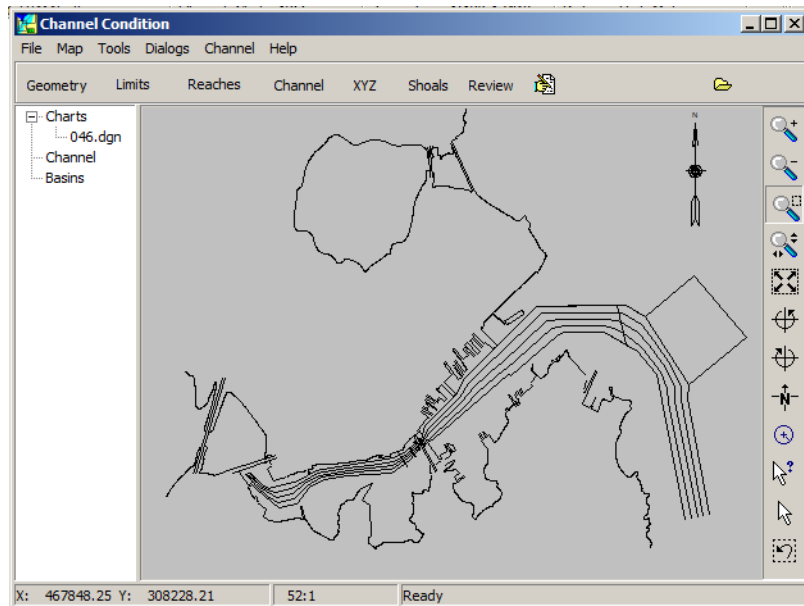 Channel Condition
File Map Tools Dialogs Channel Help
Geometry Limits Reaches Channel XYZ Shoals Review
Charts
046.dgn
Channel
Basins
N
N
X: 467848.25 Y: 308228.21 52:1 Ready